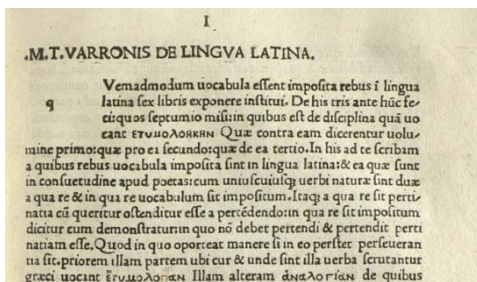 I
.M.T.VARRONIS DE LINGVA LATINA.
q
Vemadmodum uocabula eſſent impoſita rebus ī lingua
latina ſex libris exponere inſtitui. De his tris ante hūc fe/
ci:quos ſeptumio miſi:in quibus eſt de diſciplina quā uo
cant ετυμολοηκην Quæ contra eam dicerentur uolu/
mine primo:quæ pro ei ſecundo:quæ de ea tertio.In his ad te ſcribam
a quibus rebus uocabula impoſita ſint in lingua latina:& ea quæ ſunt
in conſuetudine apud poetas:cum uniuſcuiuſq; uerbi naturæ ſint duæ
a qua re & in qua re uocabulum ſit impoſitum.Itaq; a qua re ſit perti/
natia cū queritur oſtenditur eſſe a pertēdendo:in qua re ſit impoſitum
dicitur cum demonſtratur:in quo nō debet pertendi & pertendit perti
natiam eſſe.Quod in quo oporteat manere ſi in eo perſtet perſeueran
tia ſit.priorem illam partem ubi cur & unde ſint illa uerba ſcrutantur
græci uocant ἔτυμολογιαν Illam alteram ἀναλογίαν de quibus